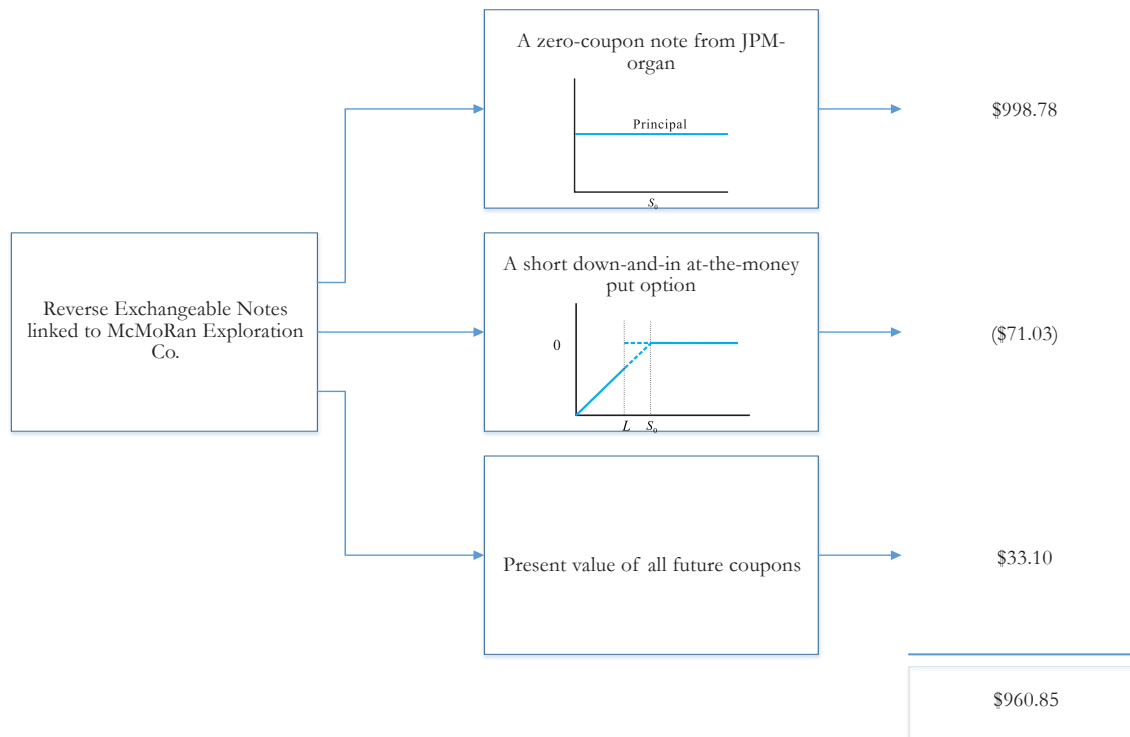 Reverse Exchangeable Notes
linked to McMoRan Exploration
Co.
A zero-coupon note from JPM-
organ
Principal
S₀
$998.78
A short down-and-in at-the-money
put option
0
L S₀
($71.03)
Present value of all future coupons
$33.10
$960.85